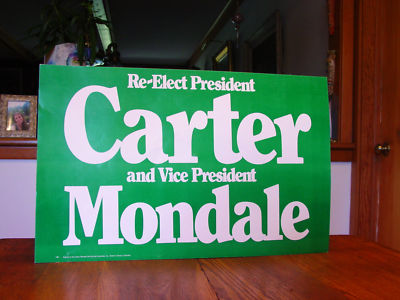 Re-Elect President
Carter
and Vice President
Mondale